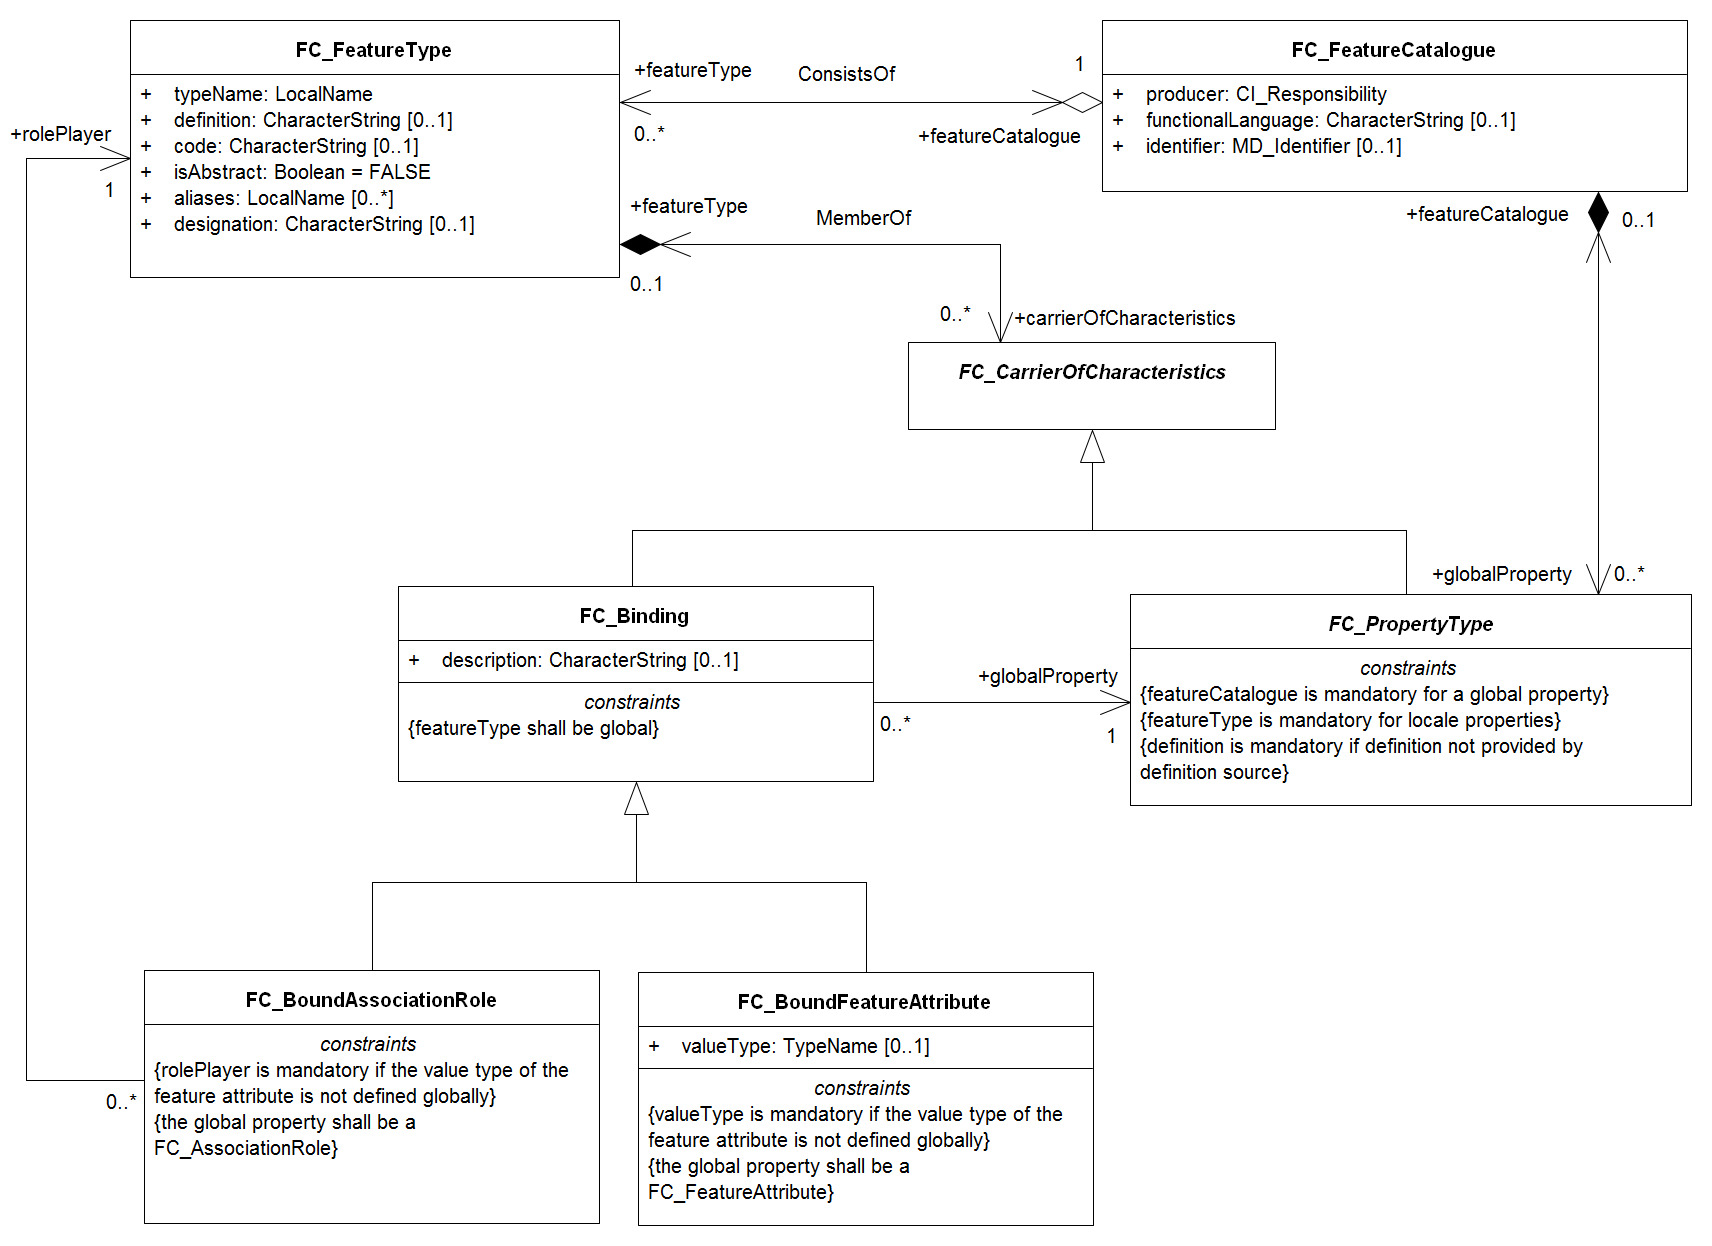 FC_FeatureType
+ typeName: LocalName
+ definition: CharacterString [0..1]
+ code: CharacterString [0..1]
+ isAbstract: Boolean = FALSE
+ aliases: LocalName [0..*]
+ designation: CharacterString [0..1]
+rolePlayer
1
+featureType
ConsistsOf
1
0..*
+featureCatalogue
FC_FeatureCatalogue
+ producer: CI_Responsibility
+ functionalLanguage: CharacterString [0..1]
+ identifier: MD_Identifier [0..1]
+featureType
MemberOf
0..1
+featureCatalogue
0..1
0..*
+carrierOfCharacteristics
FC_CarrierOfCharacteristics
+globalProperty
0..*
FC_Binding
+ description: CharacterString [0..1]
constraints
{featureType shall be global}
+globalProperty
0..*
1
FC_PropertyType
constraints
{featureCatalogue is mandatory for a global property}
{featureType is mandatory for locale properties}
{definition is mandatory if definition not provided by
definition source}
FC_BoundAssociationRole
constraints
{rolePlayer is mandatory if the value type of the
feature attribute is not defined globally}
{the global property shall be a
FC_AssociationRole}
0..*
FC_BoundFeatureAttribute
+ valueType: TypeName [0..1]
constraints
{valueType is mandatory if the value type of the
feature attribute is not defined globally}
{the global property shall be a
FC_FeatureAttribute}